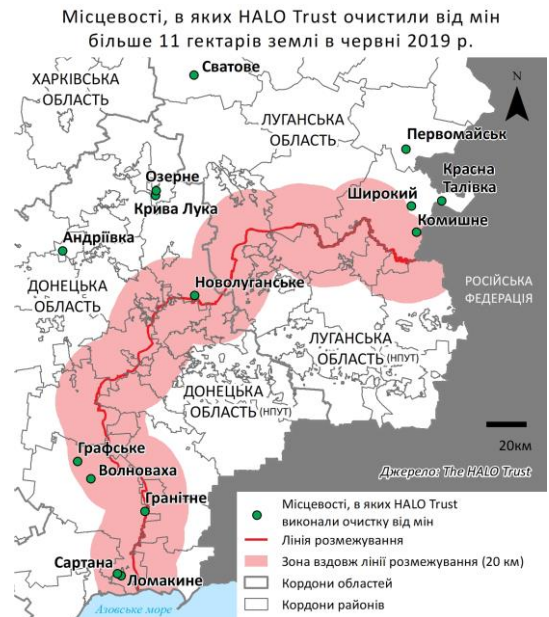 Місцевості, в яких HALO Trust очистили від мін
більше 11 гектарів землі в червні 2019 р.
Сватове
ХАРКІВСЬКА
ОБЛАСТЬ
N
ЛУГАНСЬКА
ОБЛАСТЬ
Первомайськ
Озерне
Крива Лука
Широкий
Красна
Талівка
Комишне
Андріївка
ДОНЕЦЬКА
ОБЛАСТЬ
Новолуганське
РОСІЙСЬКА
ФЕДЕРАЦІЯ
ЛУГАНСЬКА
ОБЛАСТЬ (НПУТ)
ДОНЕЦЬКА
ОБЛАСТЬ (НПУТ)
20км
Графське
Волноваха
Джерело: The HALO Trust
Гранітне
Сартана
Ломакине
Азовське море
Місцевості, в яких HALO Trust
виконали очистку від мін
Лінія розмежування
Зона вздовж лінії розмежування (20 км)
Кордони областей
Кордони районів